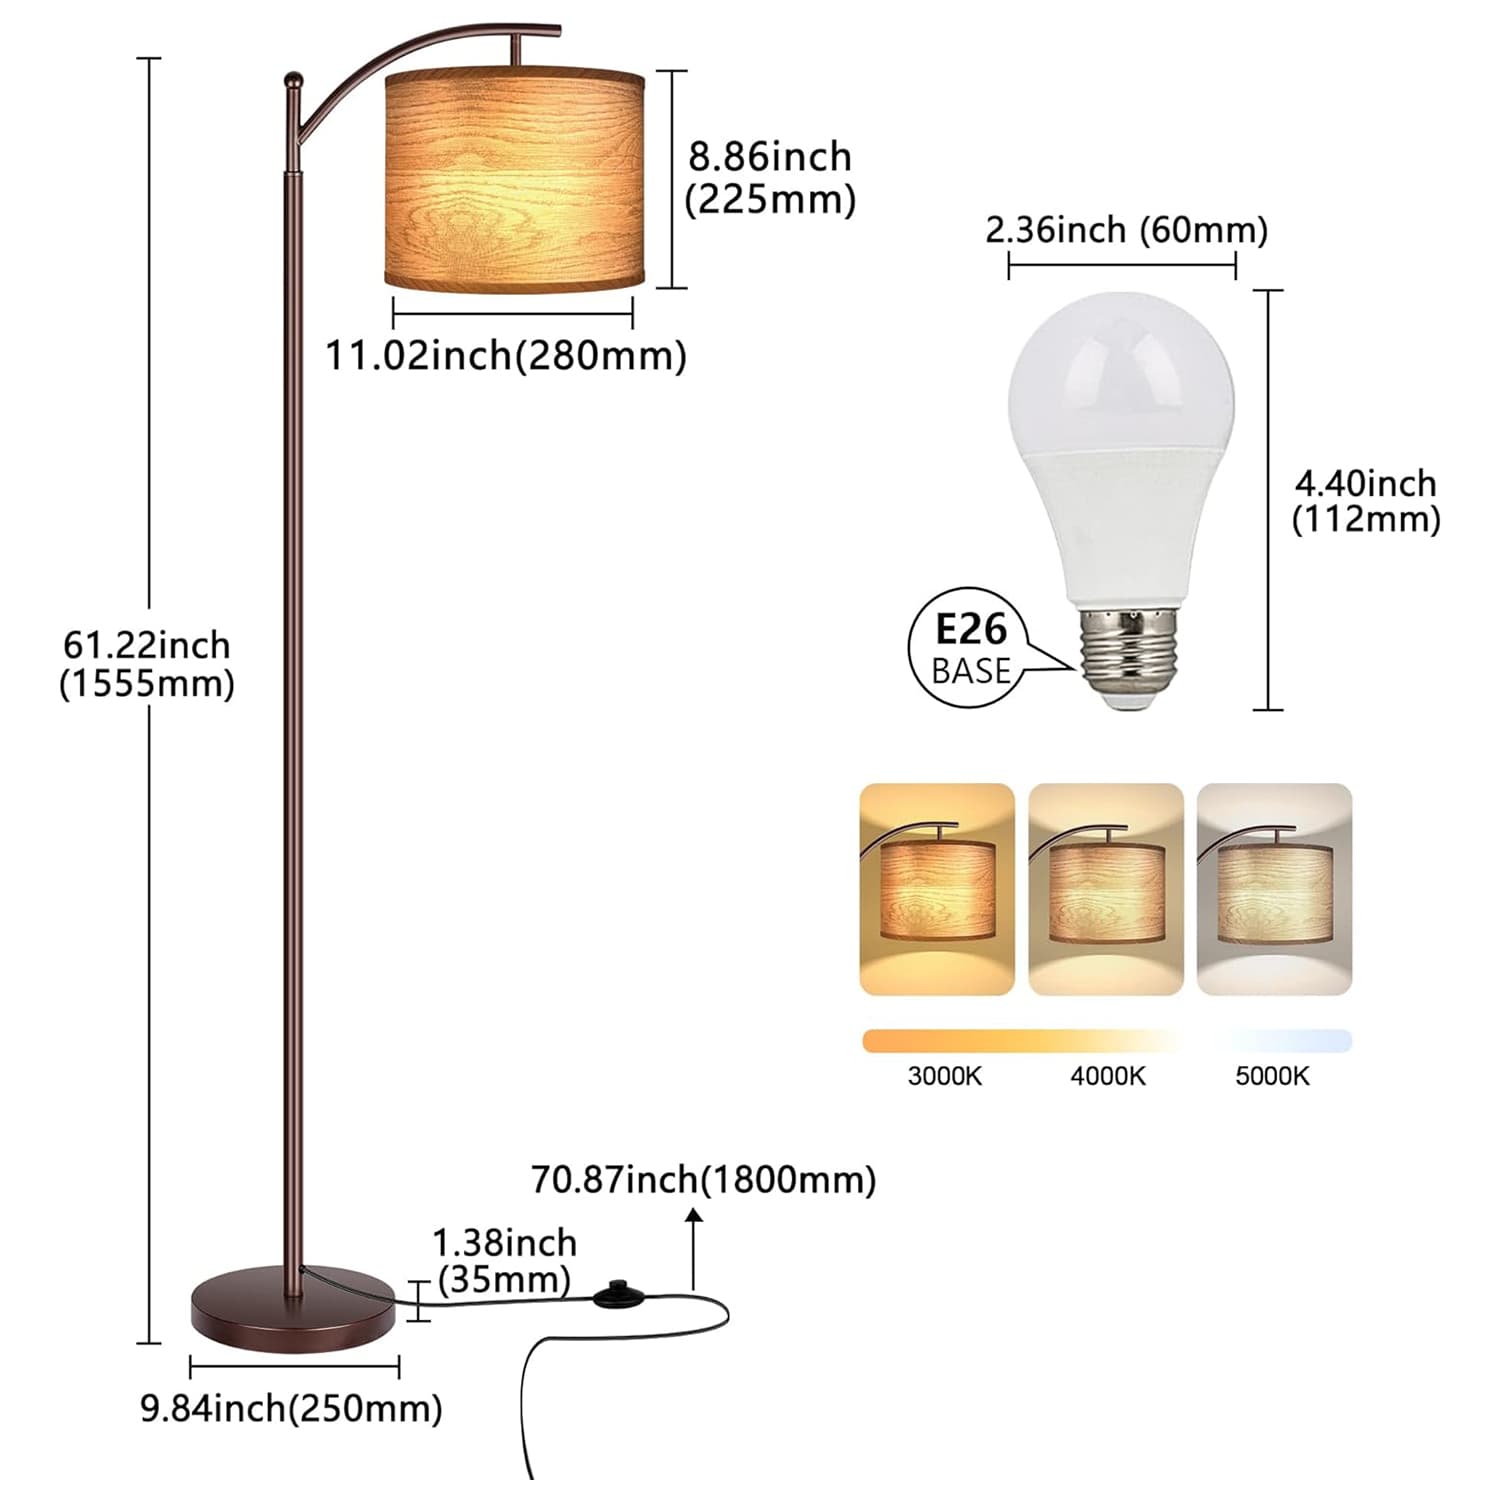 8.86inch
(225mm)
11.02inch(280mm)
61.22inch
(1555mm)
2.36inch (60mm)
4.40inch
(112mm)
E26
BASE
3000K
4000K
5000K
70.87inch(1800mm)
1.38inch
(35mm)
9.84inch(250mm)